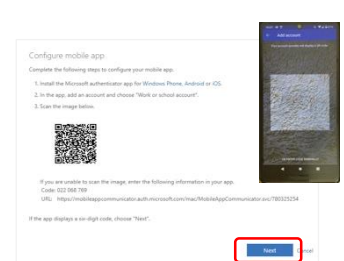 Configure mobile app
Complete the following steps to configure your mobile app.
1. Install the Microsoft authenticator app for Windows Phone, Android or iOS.
2. In the app, add an account and choose "Work or school account".
3. Scan the image below.
If you are unable to scan the image, enter the following information in your app.
Code: 022 068 769
URL: https://mobileappcommunicator.auth.microsoft.com/mac/MobileAppCommunicator.svc/780325254
If the app displays a six-digit code, choose "Next".
Next
Cancel
Add account